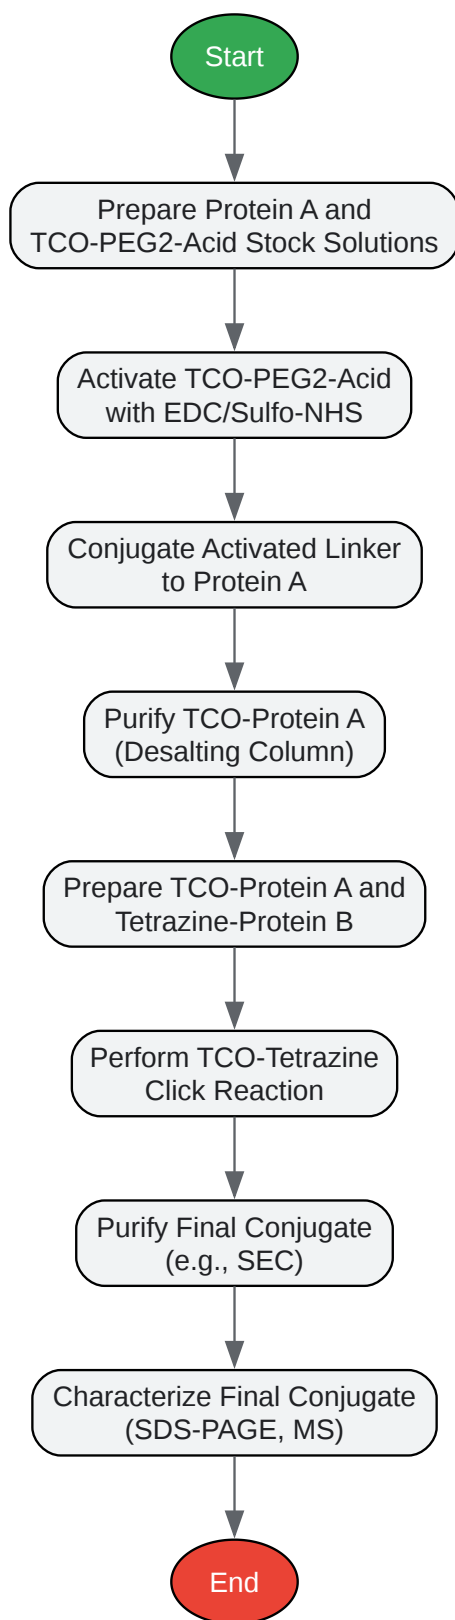 Start
Prepare Protein A and
TCO-PEG2-Acid Stock Solutions
Activate TCO-PEG2-Acid
with EDC/Sulfo-NHS
Conjugate Activated Linker
to Protein A
Purify TCO-Protein A
(Desalting Column)
Prepare TCO-Protein A and
Tetrazine-Protein B
Perform TCO-Tetrazine
Click Reaction
Purify Final Conjugate
(e.g., SEC)
Characterize Final Conjugate
(SDS-PAGE, MS)
End